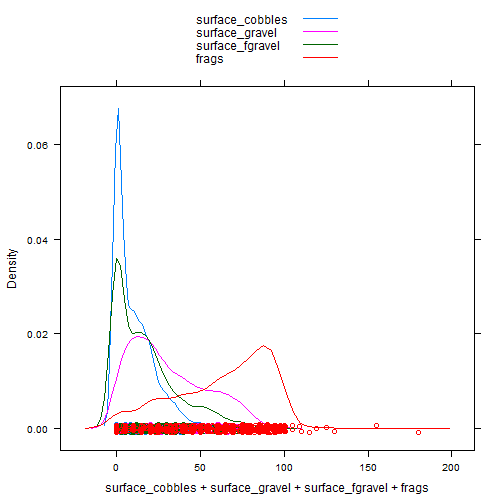 surface_cobbles
surface_gravel
surface_fgravel
frags
0.06
0.04
0.02
0.00
Density
0 50 100 150 200
surface_cobbles + surface_gravel + surface_fgravel + frags